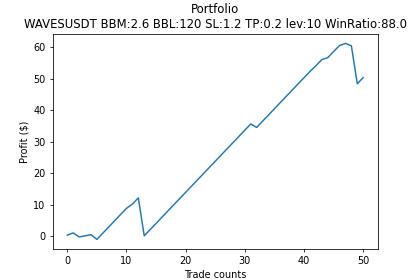 Portfolio
WAVESUSDT BBM:2.6 BBL:120 SL:1.2 TP:0.2 lev:10 WinRatio:88.0
60
50
40
30
20
10
0
Profit ($)
0 10 20 30 40 50
Trade counts